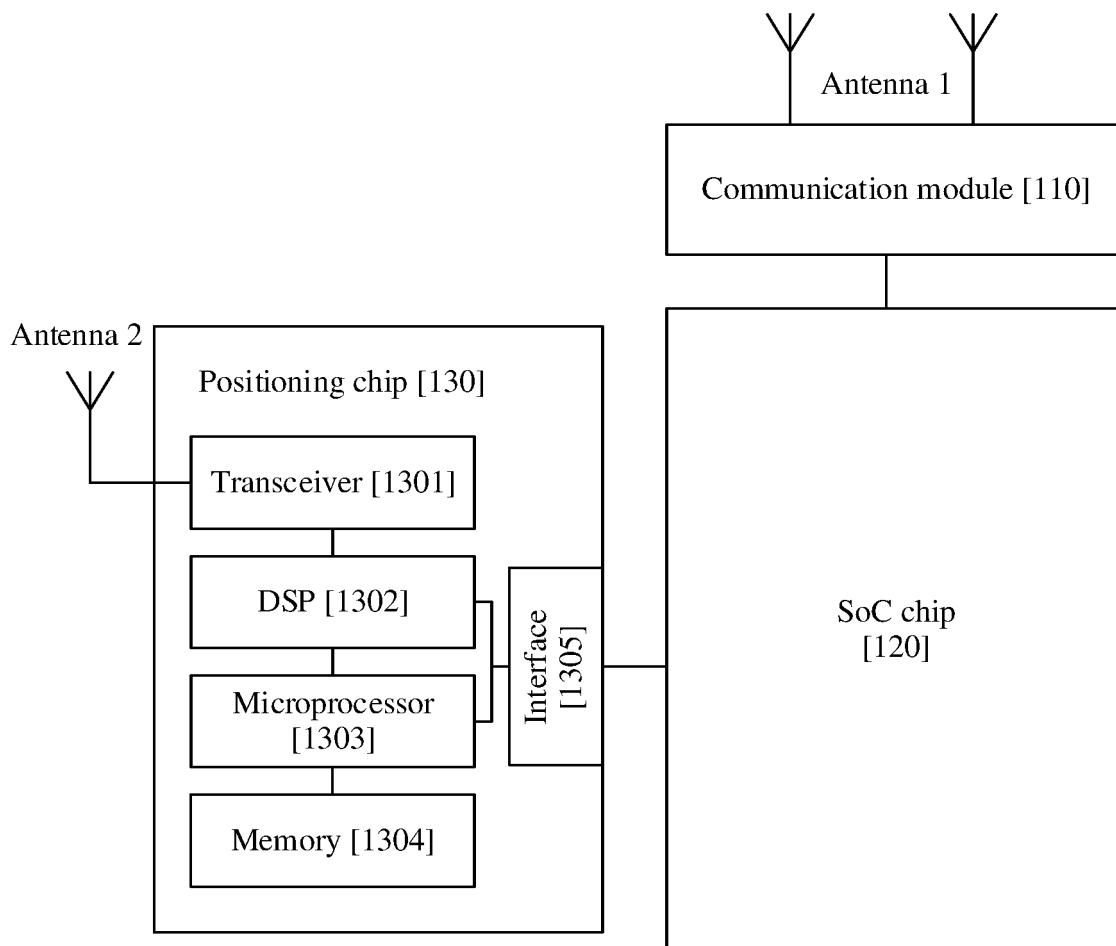 Antenna 1
Communication module [110]
Antenna 2
Positioning chip [130]
Transceiver [1301]
DSP [1302]
Microprocessor
[1303]
Memory [1304]
Interface
[1305]
SoC chip
[120]